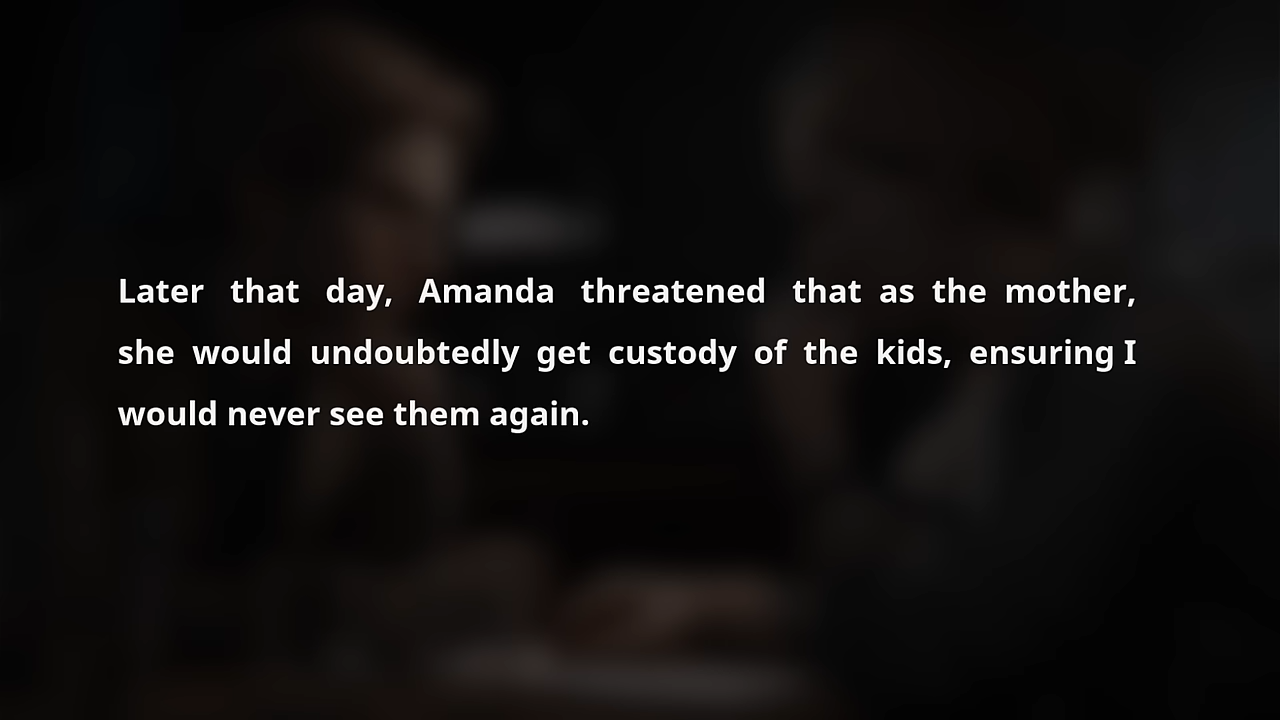 Later that day, Amanda threatened that as the mother,
she would undoubtedly get custody of the kids, ensuring I
would never see them again.